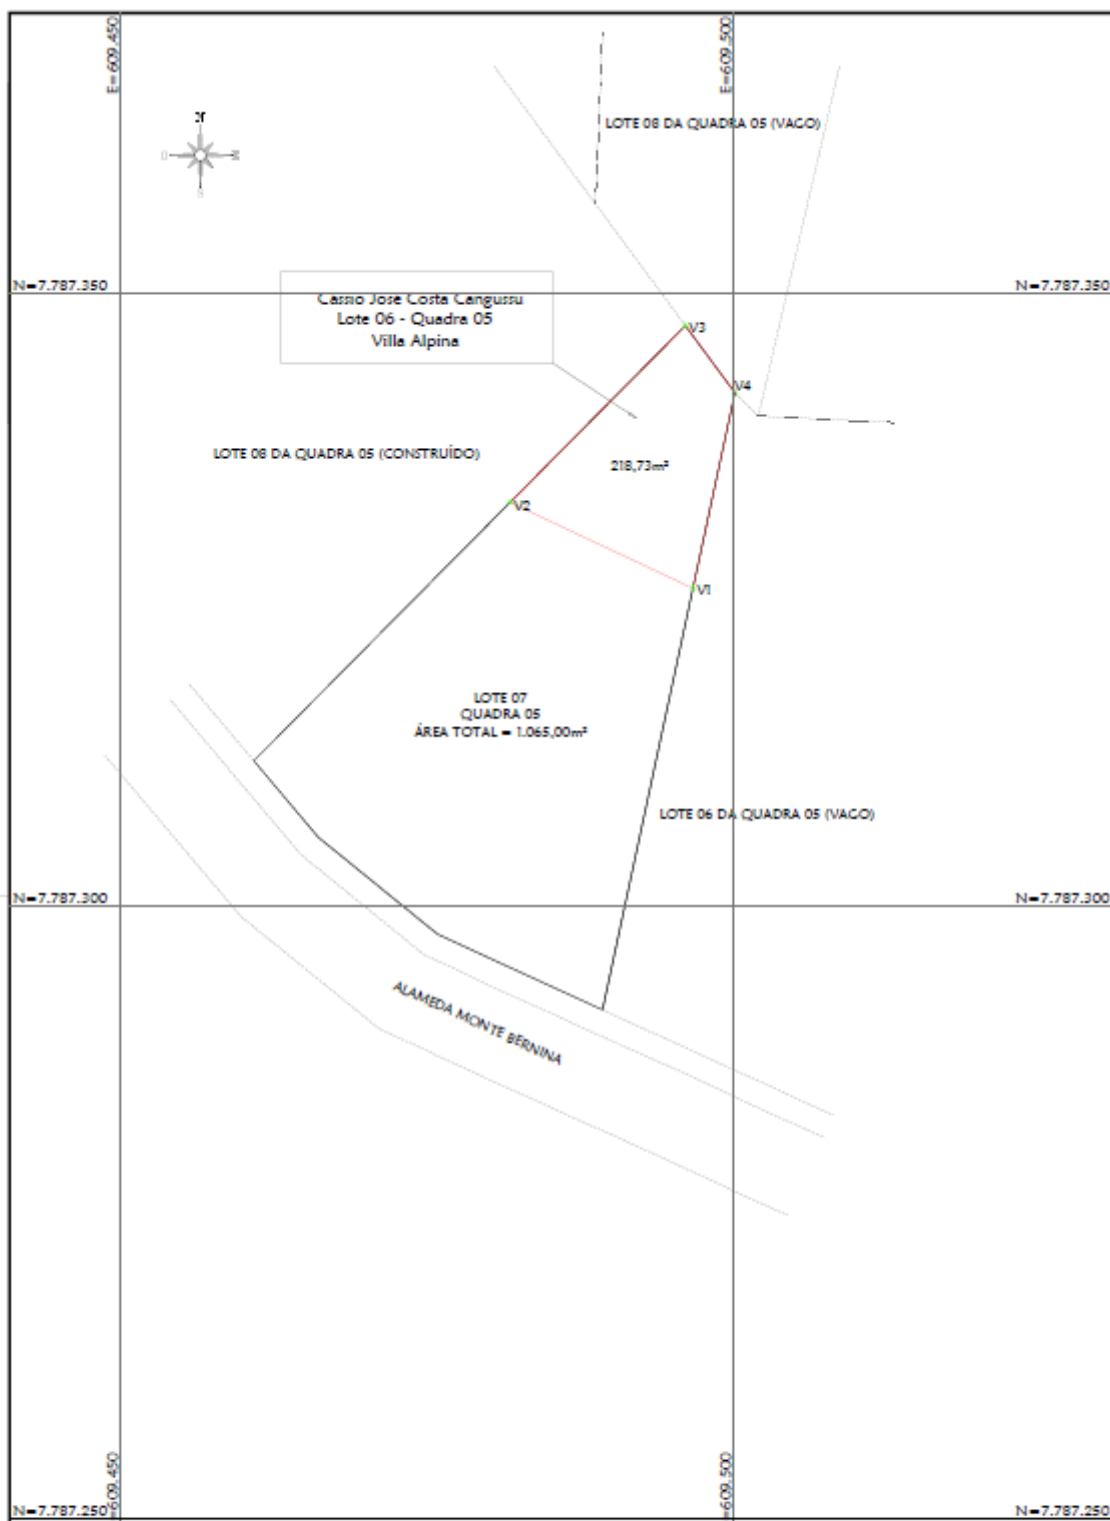 E=609.450
E=609.500
LOTE 08 DA QUADRA 05 (VAGO)
N=7.787.350
N=7.787.350
Cassio José Costa Cangussu
Lote 06 - Quadra 05
Villa Alpina
V3
V4
LOTE 08 DA QUADRA 05 (CONSTRUÍDO)
218,73m²
V2
V1
LOTE 07
QUADRA 05
ÁREA TOTAL = 1.065,00m²
LOTE 06 DA QUADRA 05 (VAGO)
N=7.787.300
N=7.787.300
ALAMEDA MONTE BERNINA
=609.450
=609.500
N=7.787.250
N=7.787.250